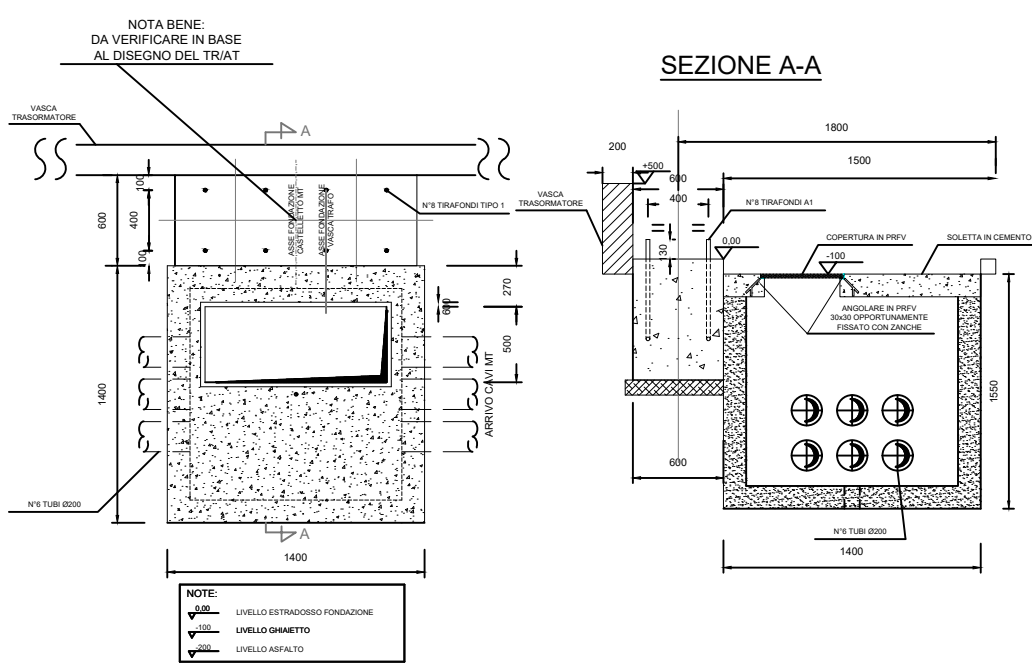 NOTA BENE:
DA VERIFICARE IN BASE
AL DISEGNO DEL TR/AT
VASCA
TRASORMATORE
A
100
400
100
600
ASSE FONDAZIONE
CASTELLETTO MT
ASSE FONDAZIONE
VASCA TRAFO
N°8 TIRAFONDI TIPO 1
270
500
ARRIVO CAVI MT
1400
N°6 TUBI Ø200
A
1400
NOTE:
0,00 LIVELLO ESTRADOSSO FONDAZIONE
-100 LIVELLO GHIAIETTO
-200 LIVELLO ASFALTO
SEZIONE A-A
1800
200
1500
+500
600
400
VASCA
TRASORMATORE
N°8 TIRAFONDI A1
130
0,00
COPERTURA IN PRFV
SOLETTA IN CEMENTO
-100
ANGOLARE IN PRFV
30x30 OPPORTUNAMENTE
FISSATO CON ZANCHE
1550
600
N°6 TUBI Ø200
1400